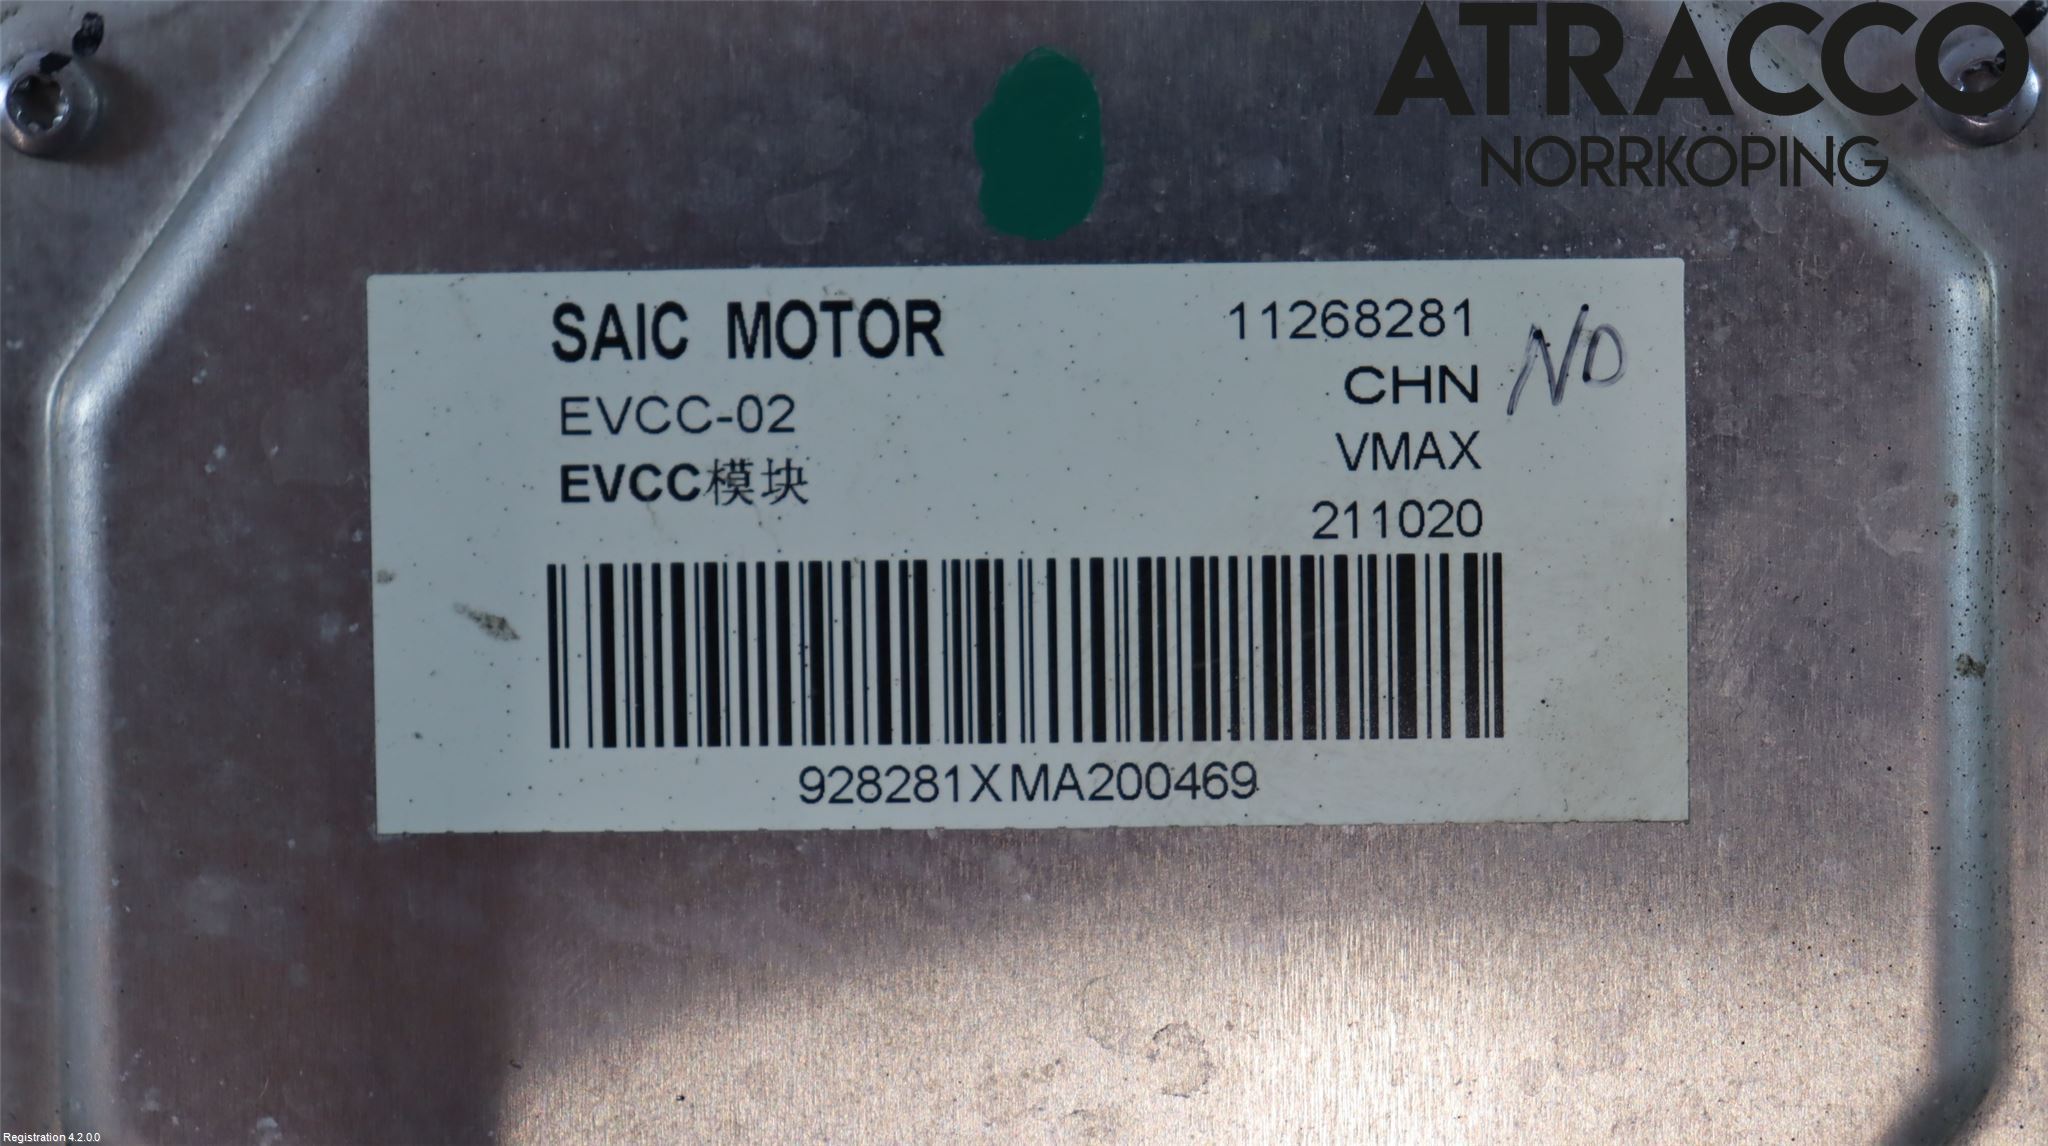 ATRACCO
NORRKÖPING
SAIC MOTOR
EVCC-02
EVCC模块
11268281
CHN
VMAX
211020
928281XMA200469
Registration 4.2.0.0